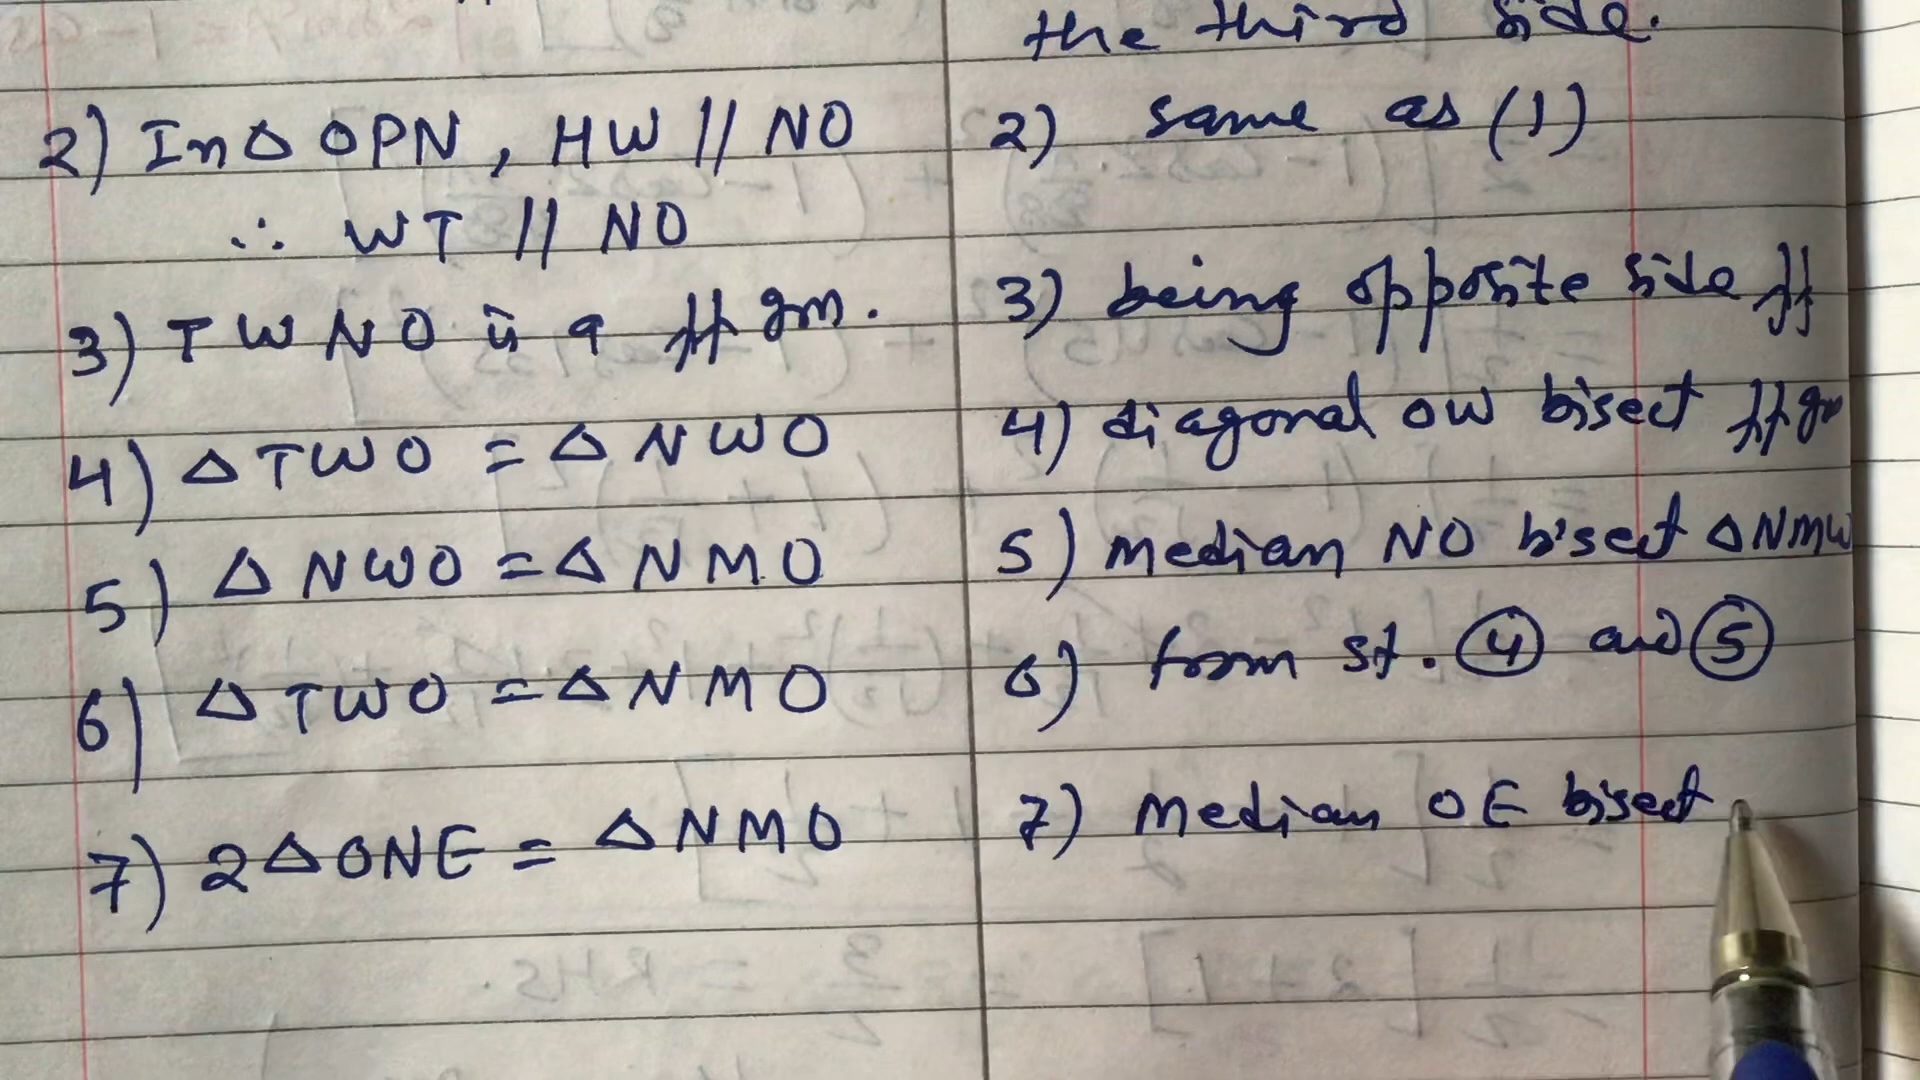 the third side.
2) In △ OPN, HW // NO
2) same as (1)
∴ WT // NO
3) TWNO is a //gm.
3) being opposite side //
4) △TWO = △NWO
4) diagonal OW bisect //gm
5) △NWO = △NMO
5) Median NO bisect △NMW
6) △TWO = △NMO
6) from st. ④ and ⑤
7) 2△ONE = △NMO
7) Median OE bisect